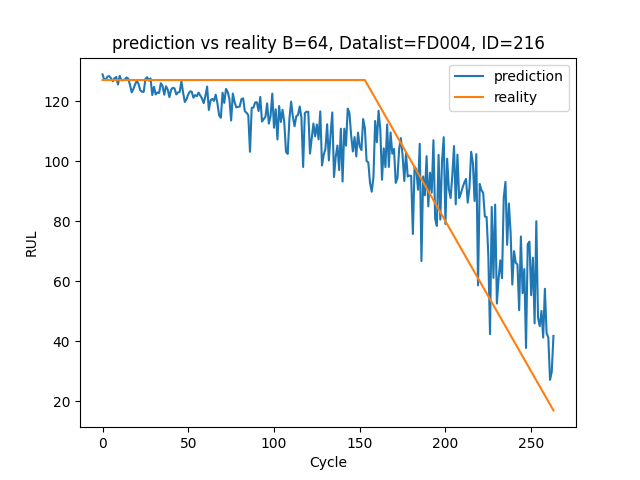 prediction vs reality B=64, Datalist=FD004, ID=216
prediction
reality
120
100
80
60
40
20
RUL
0 50 100 150 200 250
Cycle